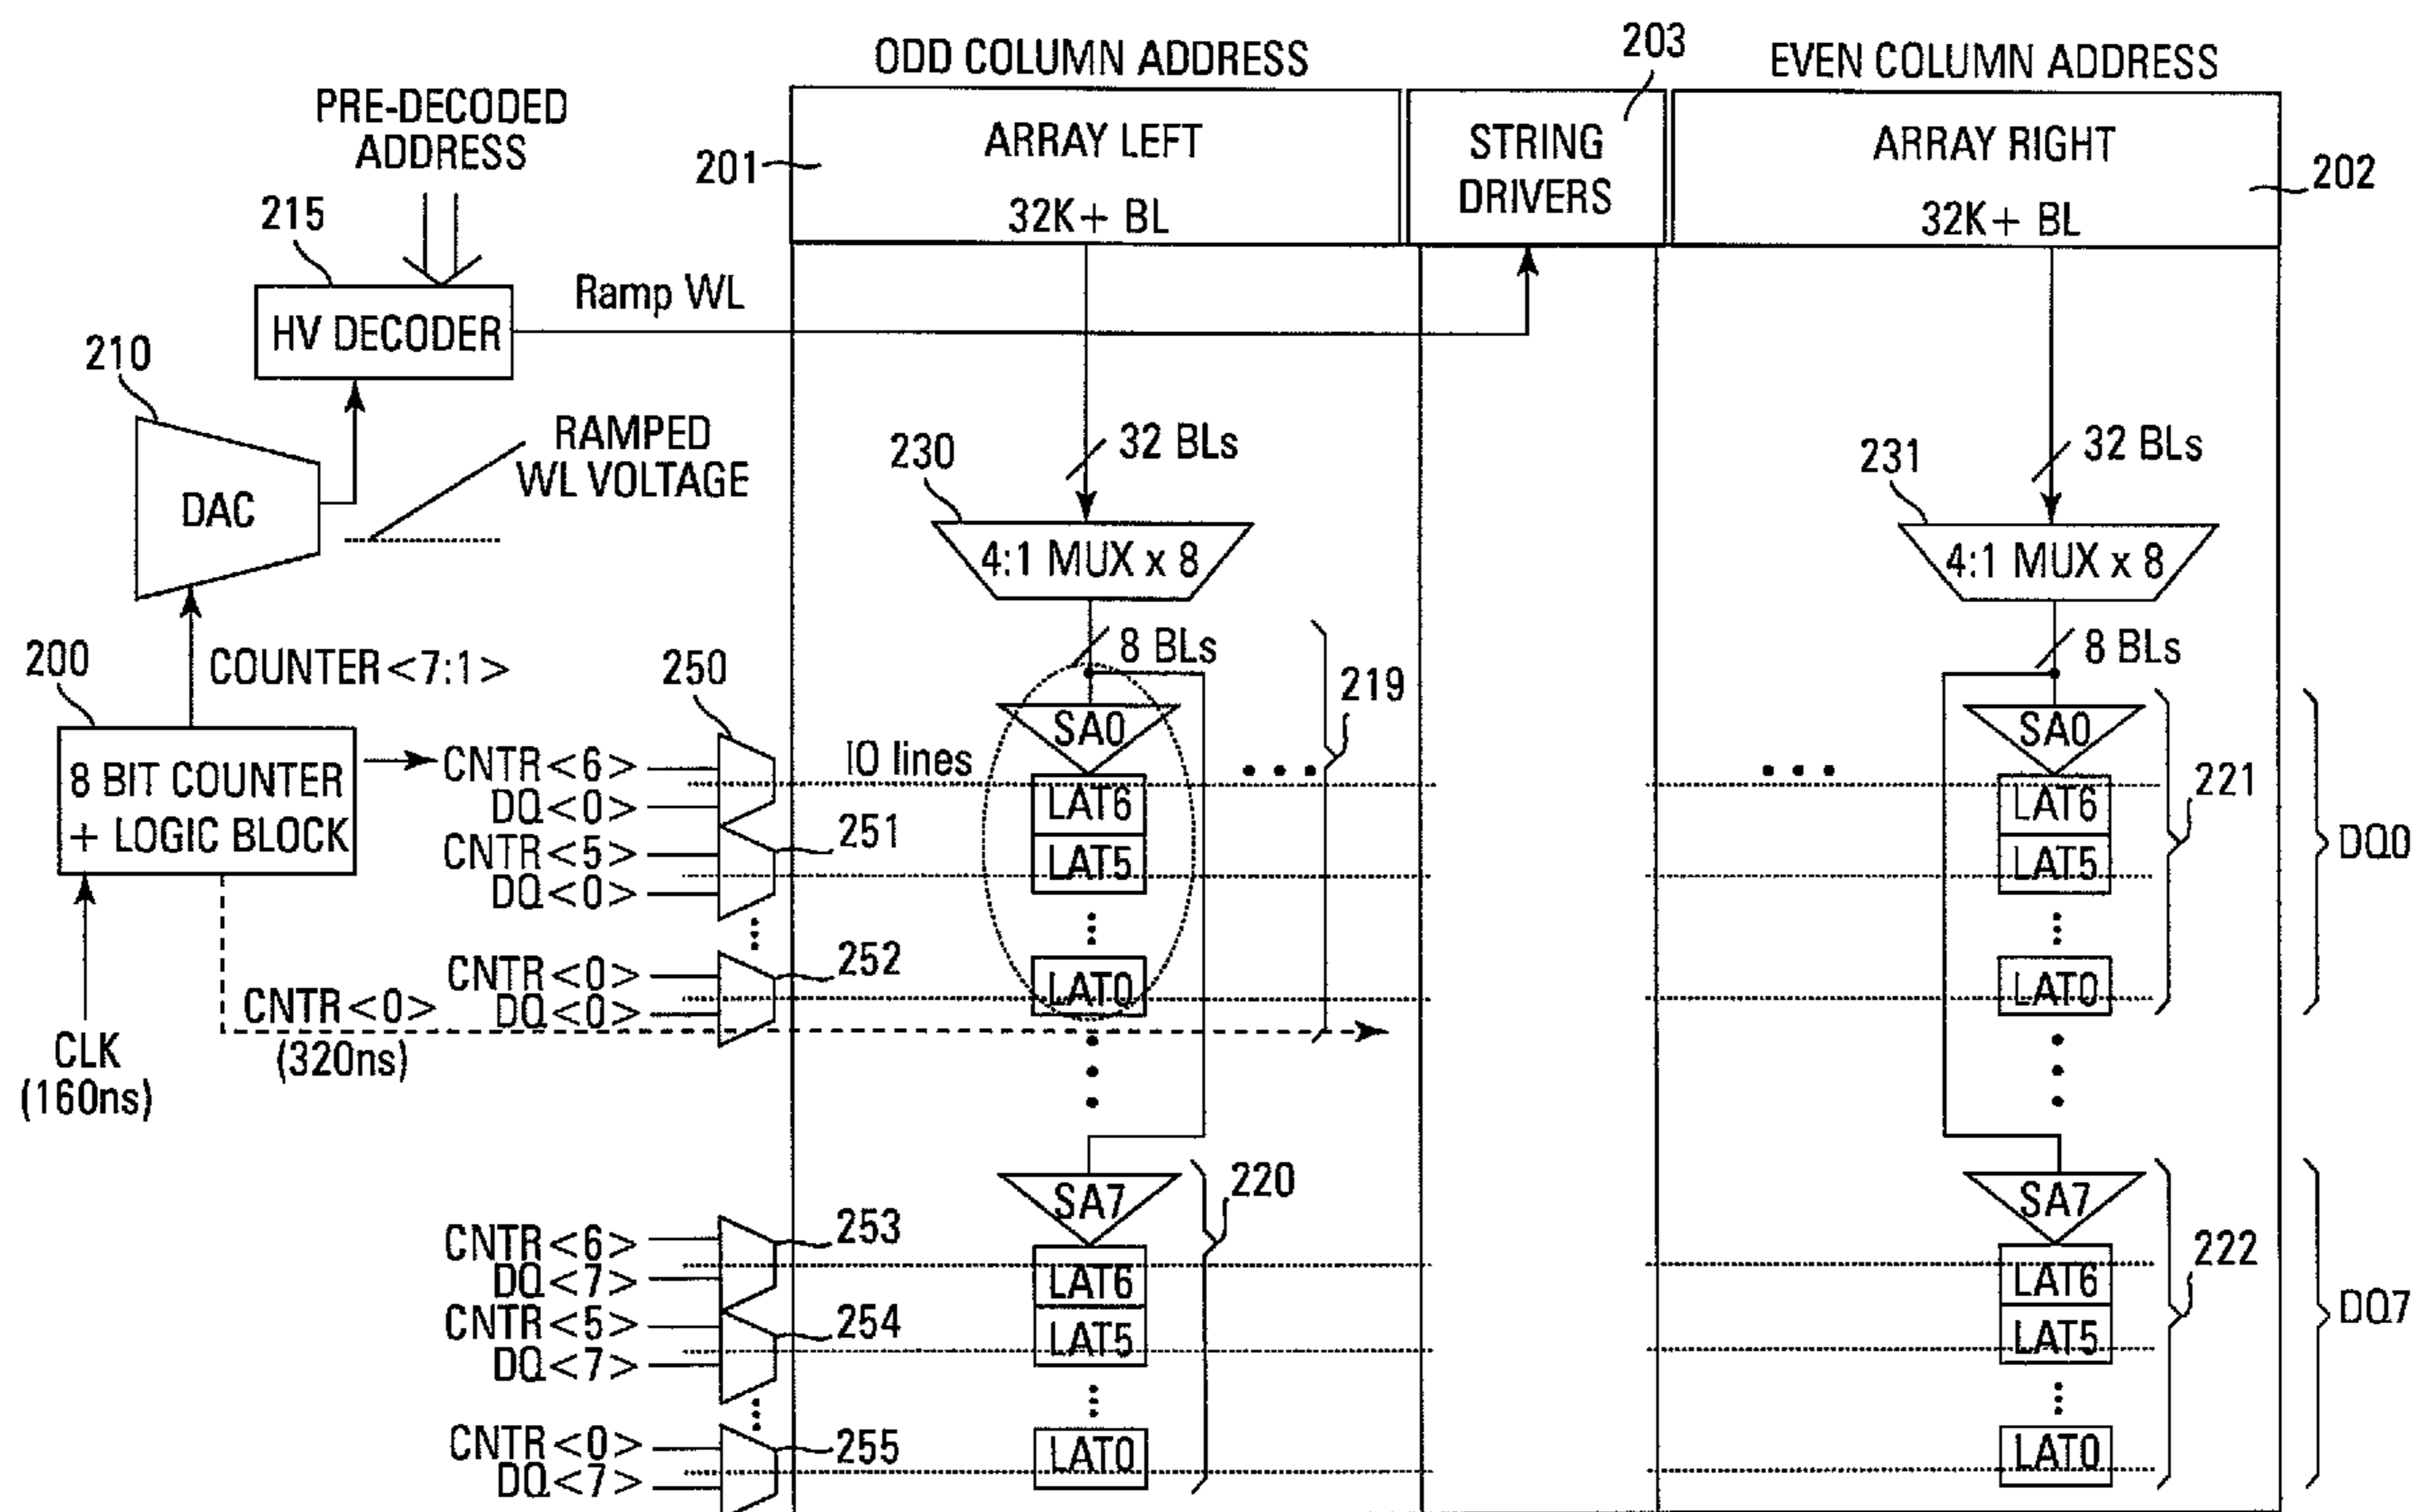 ODD COLUMN ADDRESS
203
EVEN COLUMN ADDRESS
PRE-DECODED
ADDRESS
201
ARRAY LEFT
32K+ BL
STRING
DRIVERS
ARRAY RIGHT
32K+ BL
202
215
HV DECODER
Ramp WL
210
DAC
RAMPED
WL VOLTAGE
230
32 BLs
4:1 MUX x 8
231
32 BLs
4:1 MUX x 8
200
COUNTER<7:1>
250
8 BLs
219
8 BLs
8 BIT COUNTER
+ LOGIC BLOCK
CNTR<6>
DQ<0>
IO lines
SA0
LAT6
SA0
LAT6
221
DQ0
CNTR<5>
DQ<0>
251
LAT5
LAT5
CNTR<0>
DQ<0>
252
LAT0
LAT0
CLK
(160ns)
CNTR<0>
(320ns)
SA7
220
SA7
CNTR<6>
DQ<7>
253
LAT6
LAT6
222
DQ7
CNTR<5>
DQ<7>
254
LAT5
LAT5
CNTR<0>
DQ<7>
255
LAT0
LAT0